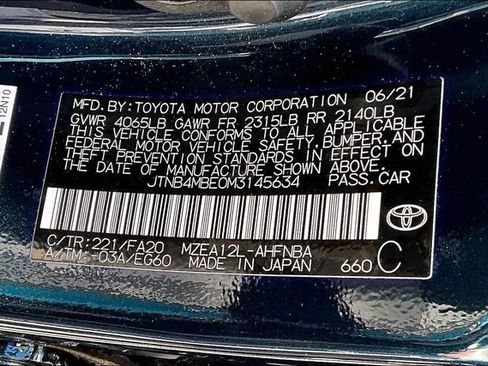 MFD. BY: TOYOTA MOTOR CORPORATION 06/21
GVWR 4065LB GAWR FR 2315LB RR 2140LB
THIS VEHICLE CONFORMS TO ALL APPLICABLE
FEDERAL MOTOR VEHICLE SAFETY, BUMPER, AND
THEFT PREVENTION STANDARDS IN EFFECT ON
THE DATE OF MANUFACTURE SHOWN ABOVE.
JTNB4MBE0M3145634 PASS. CAR
C/TR: 221/FA20 MZEA12L-AHFNBA
A/TM: -03A/EG60 MADE IN JAPAN 660 C
12N10